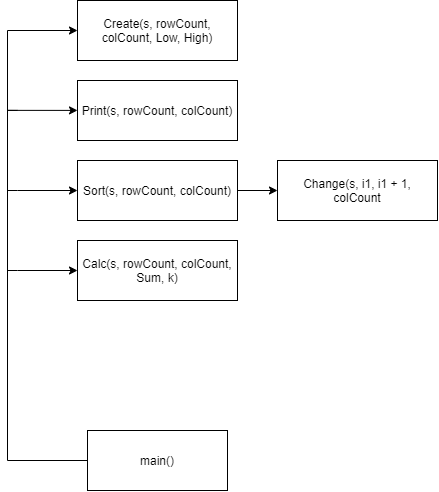 Create(s, rowCount,
colCount, Low, High)
Print(s, rowCount, colCount)
Sort(s, rowCount, colCount)
Change(s, i1, i1 + 1,
colCount
Calc(s, rowCount, colCount,
Sum, k)
main()